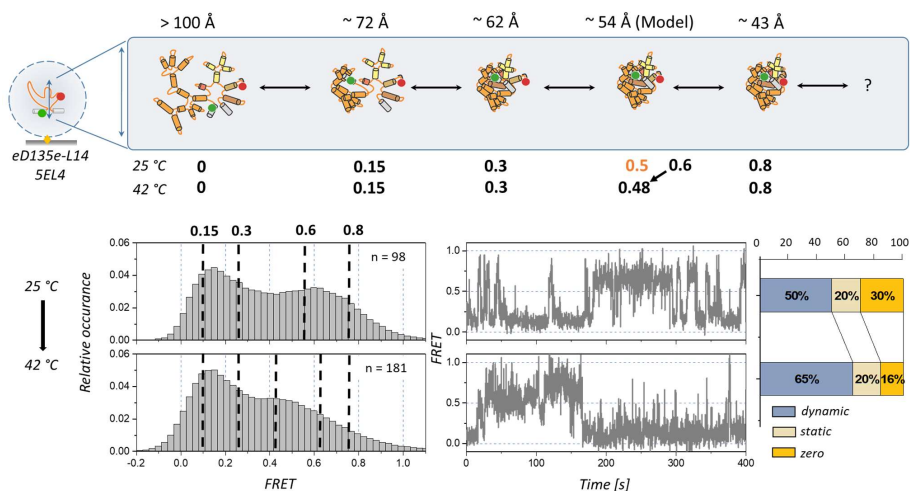 > 100 Å ~ 72 Å ~ 62 Å ~ 54 Å (Model) ~ 43 Å
?
eD135e-L14
5EL4
25 °C 0 0.15 0.3 0.5 0.6 0.8
42 °C 0 0.15 0.3 0.48 0.8
0.15 0.3 0.6 0.8
25 °C
42 °C
Relative occurance
0.06
0.04
0.02
0.00
n = 98
0.06
0.04
0.02
0.00
n = 181
-0.2 0.0 0.2 0.4 0.6 0.8 1.0
FRET
FRET
1.0
0.5
0.0
1.0
0.5
0.0
0 100 200 300 400
Time [s]
0 20 40 60 80 100
50% 20% 30%
65% 20% 16%
dynamic
static
zero